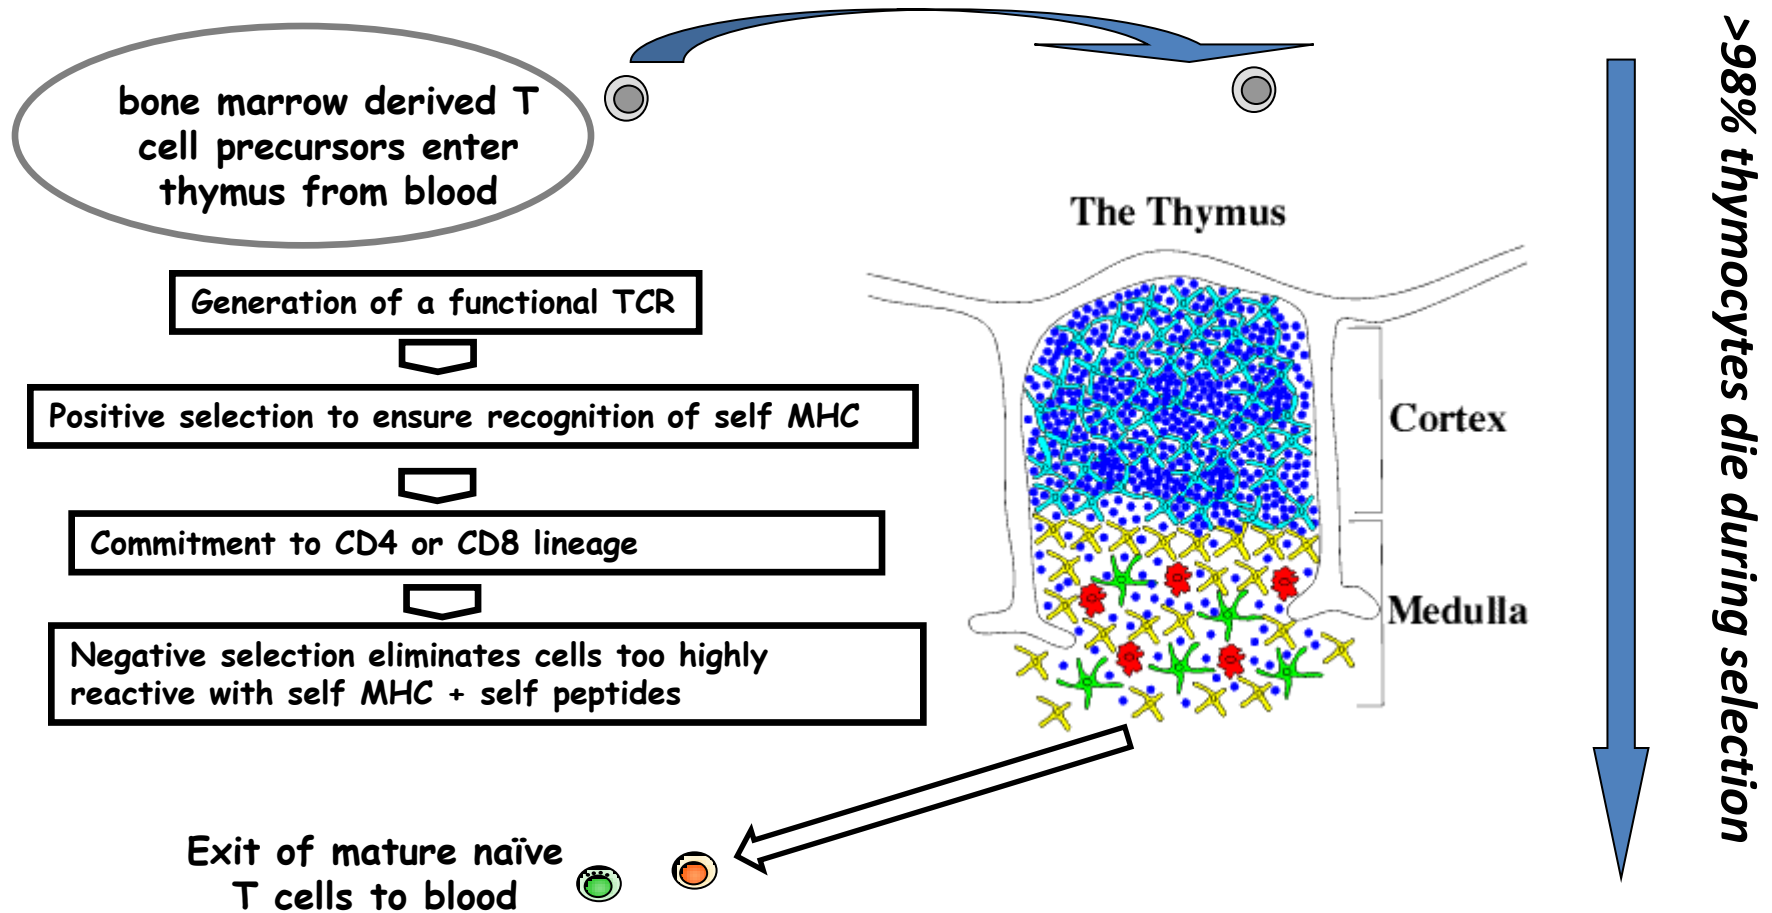 bone marrow derived T
cell precursors enter
thymus from blood
Generation of a functional TCR
Positive selection to ensure recognition of self MHC
Commitment to CD4 or CD8 lineage
Negative selection eliminates cells too highly
reactive with self MHC + self peptides
Exit of mature naïve
T cells to blood
The Thymus
Cortex
Medulla
>98% thymocytes die during selection